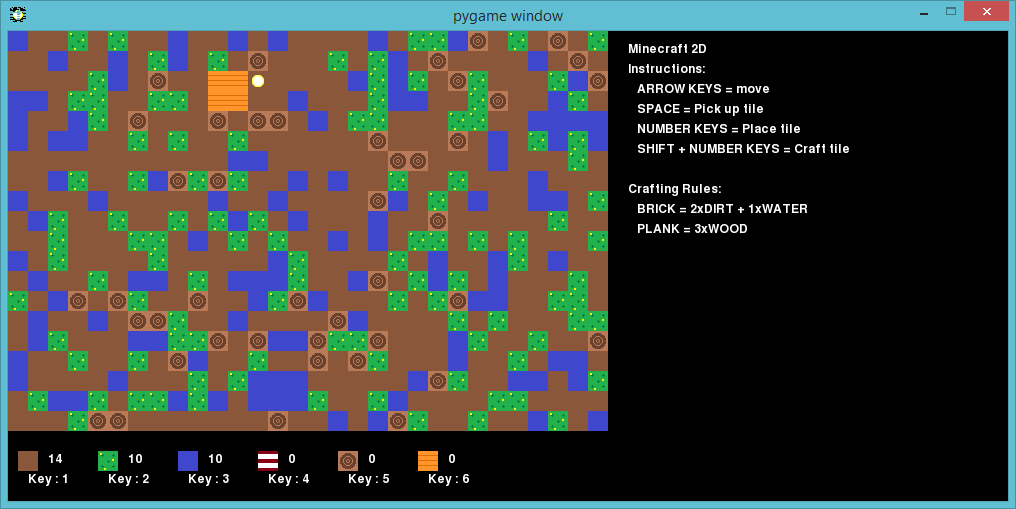 pygame window
Minecraft 2D
Instructions:
ARROW KEYS = move
SPACE = Pick up tile
NUMBER KEYS = Place tile
SHIFT + NUMBER KEYS = Craft tile
Crafting Rules:
BRICK = 2xDIRT + 1xWATER
PLANK = 3xWOOD
14 10 10 0 0 0
Key : 1 Key : 2 Key : 3 Key : 4 Key : 5 Key : 6